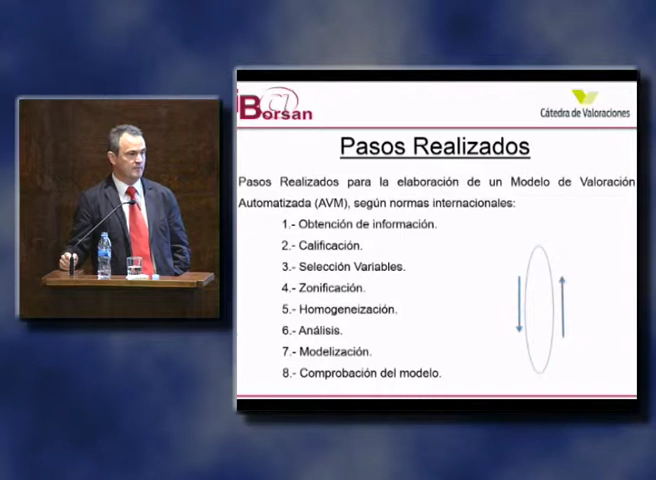 Borsan
Cátedra de Valoraciones
Pasos Realizados
Pasos Realizados para la elaboración de un Modelo de Valoración
Automatizada (AVM), según normas internacionales:
1.- Obtención de información.
2.- Calificación.
3.- Selección Variables.
4.- Zonificación.
5.- Homogeneización.
6.- Análisis.
7.- Modelización.
8.- Comprobación del modelo.